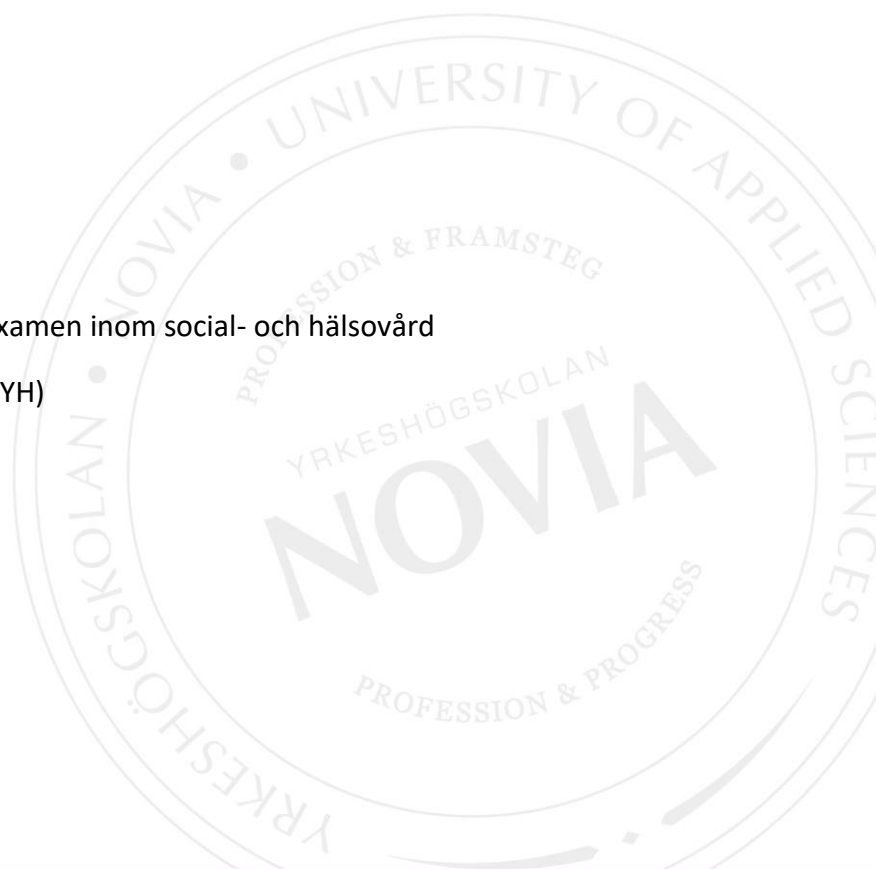 xamen inom social- och hälsovård
YH)
YRKESHÖGSKOLAN • NOVIA • UNIVERSITY OF APPLIED SCIENCES
PROFESSION & FRAMSTEG
YRKESHÖGSKOLAN
NOVIA
PROFESSION & PROGRESS